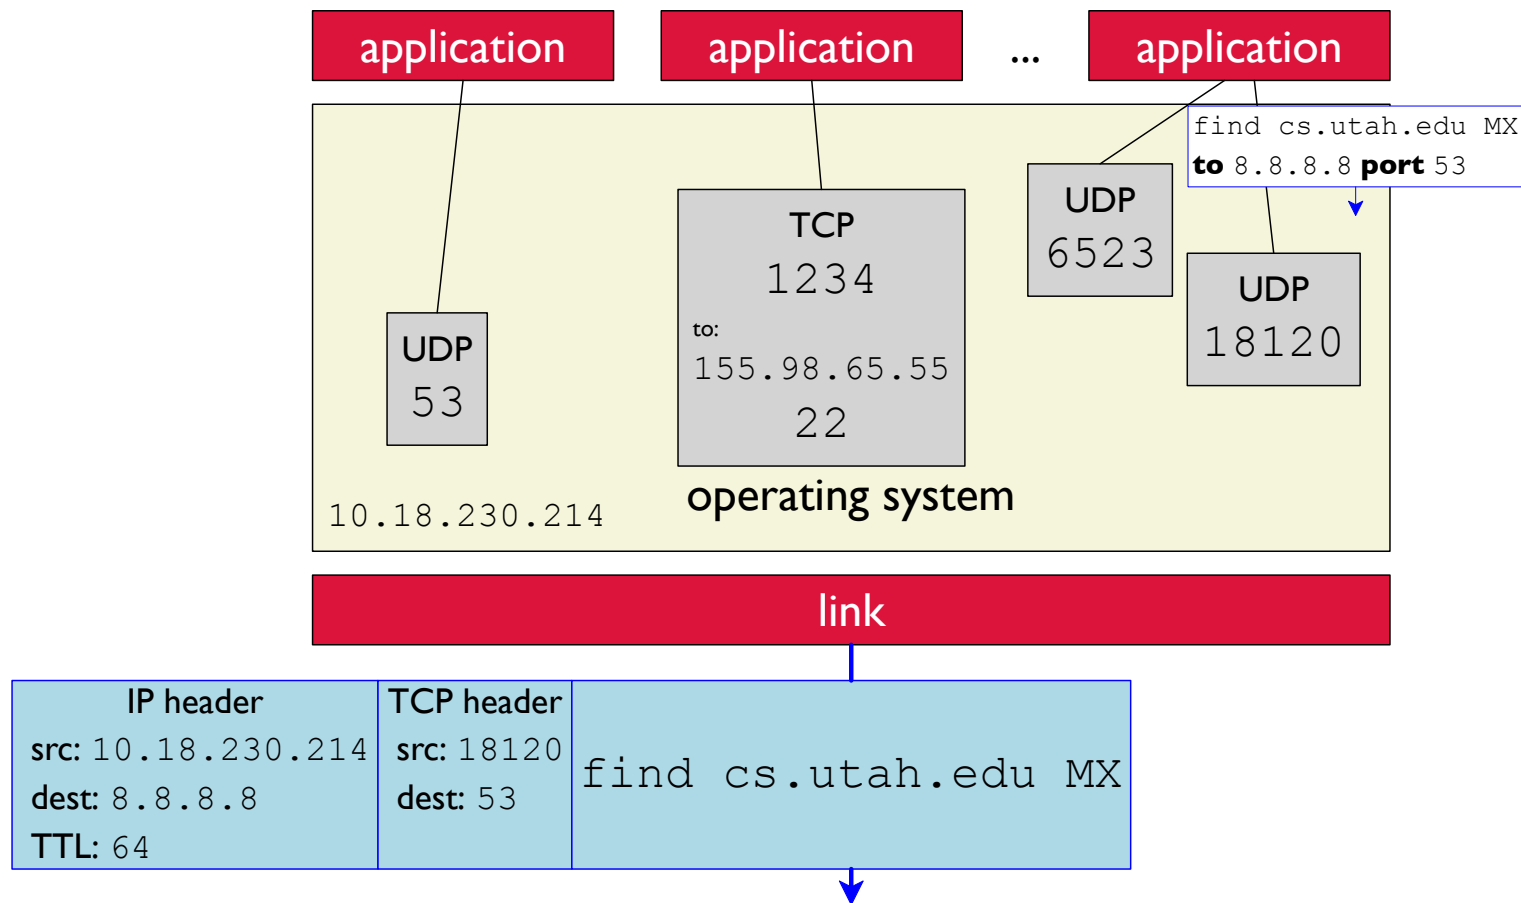 application
application
...
application
find cs.utah.edu MX
to 8.8.8.8 port 53
UDP
53
TCP
1234
to:
155.98.65.55
22
UDP
6523
UDP
18120
10.18.230.214
operating system
link
IP header
src: 10.18.230.214
dest: 8.8.8.8
TTL: 64
TCP header
src: 18120
dest: 53
find cs.utah.edu MX